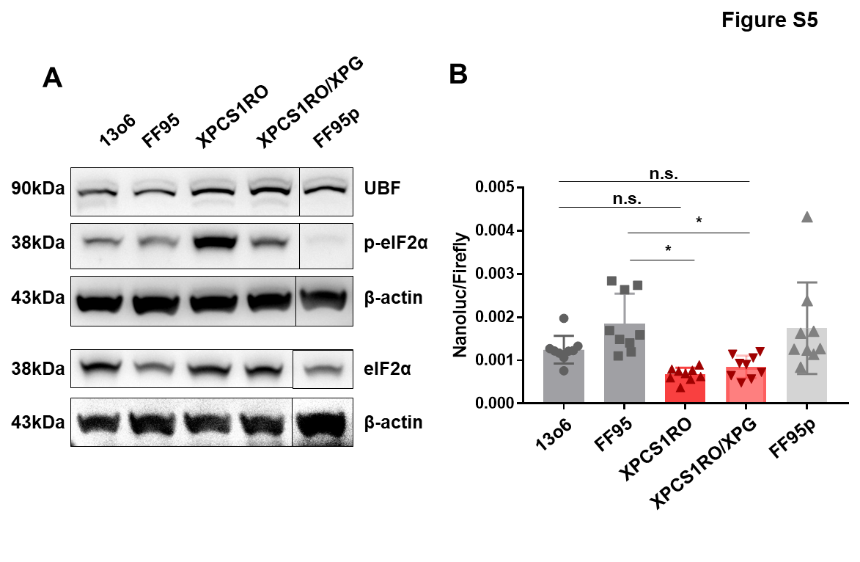 Figure S5
A
13o6
FF95
XPCS1RO
XPCS1RO/XPG
FF95p
90kDa
UBF
38kDa
p-eIF2α
43kDa
β-actin
38kDa
eIF2α
43kDa
β-actin
B
Nanoluc/Firefly
0.005
0.004
0.003
0.002
0.001
0.000
n.s.
n.s.
*
*
13o6
FF95
XPCS1RO
XPCS1RO/XPG
FF95p